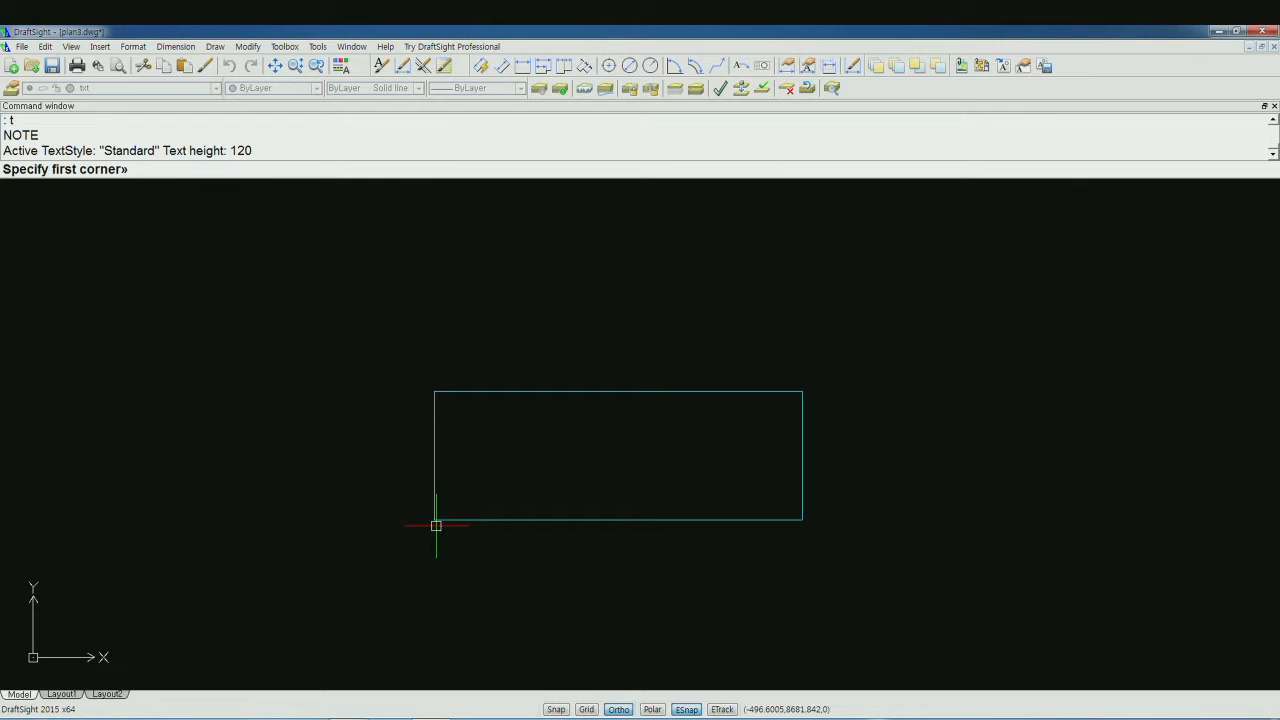 DraftSight - [plan3.dwg*]
File Edit View Insert Format Dimension Draw Modify Toolbox Tools Window Help Try DraftSight Professional
txt ByLayer ByLayer Solid line ByLayer
Command window
: t
NOTE
Active TextStyle: "Standard" Text height: 120
Specify first corner»
Y
X
Model Layout1 Layout2
DraftSight 2015 x64 Snap Grid Ortho Polar ESnap ETrack (-496.6005,8681.842,0)